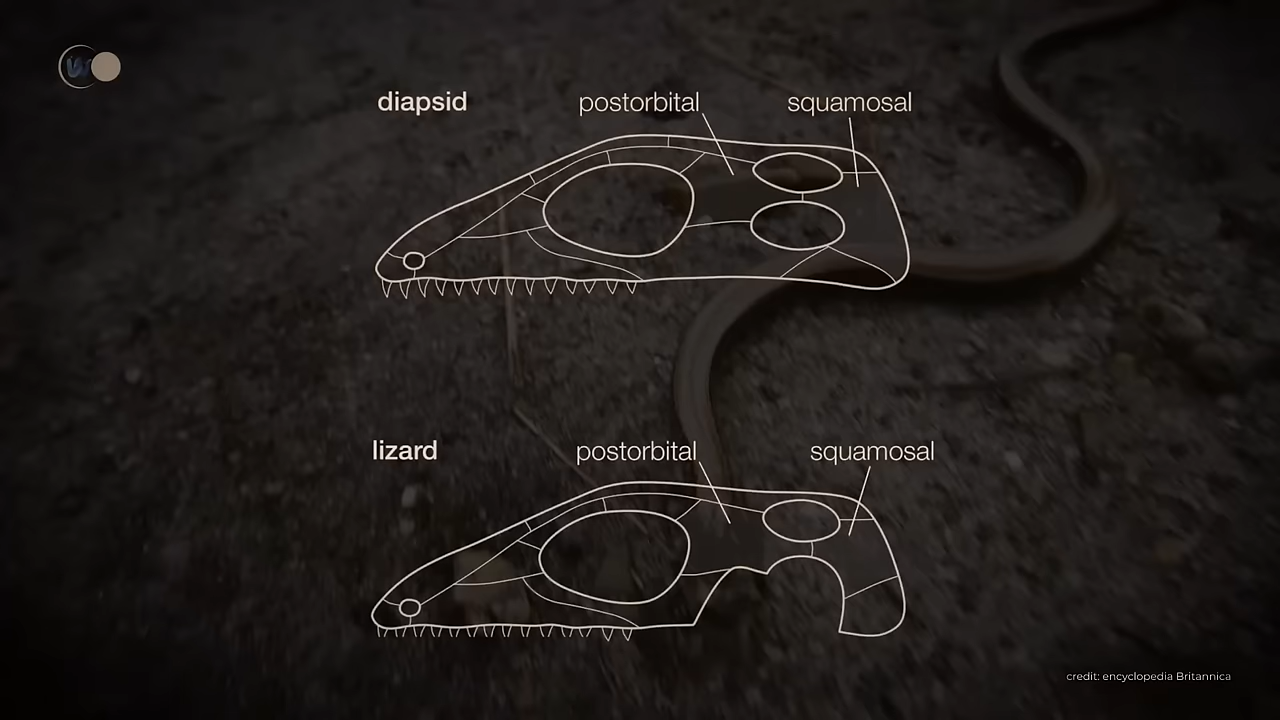 diapsid
postorbital
squamosal
lizard
postorbital
squamosal
credit: encyclopedia Britannica